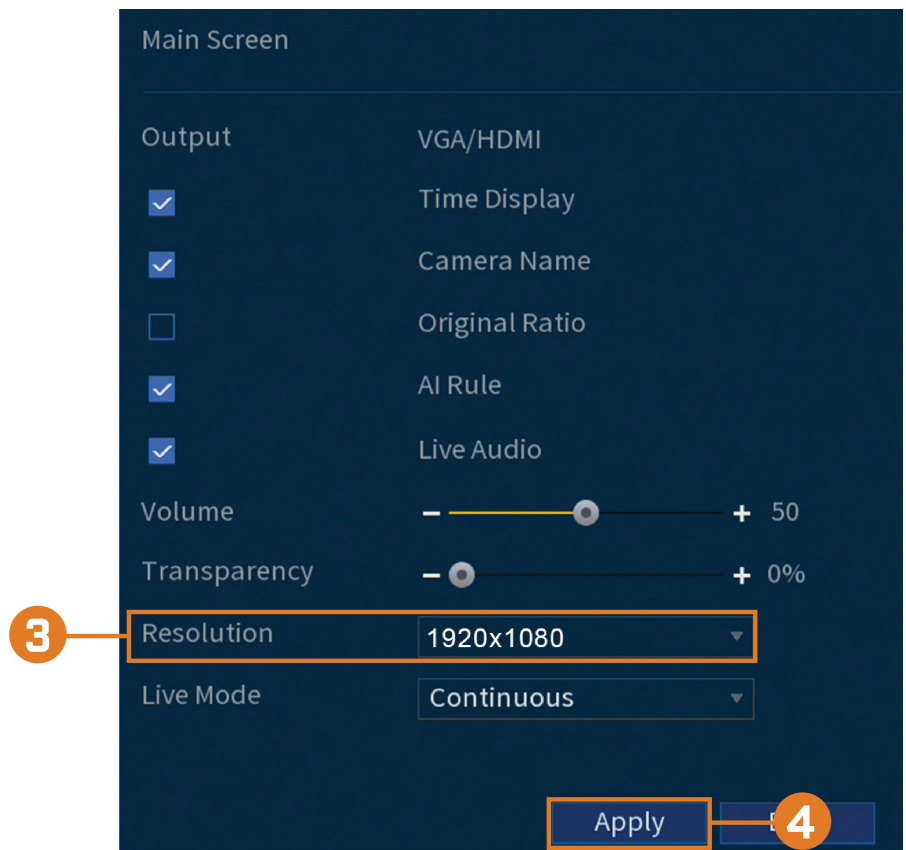 Main Screen
Output VGA/HDMI
Time Display
Camera Name
Original Ratio
AI Rule
Live Audio
Volume − + 50
Transparency − + 0%
3 Resolution 1920x1080
Live Mode Continuous
Apply 4